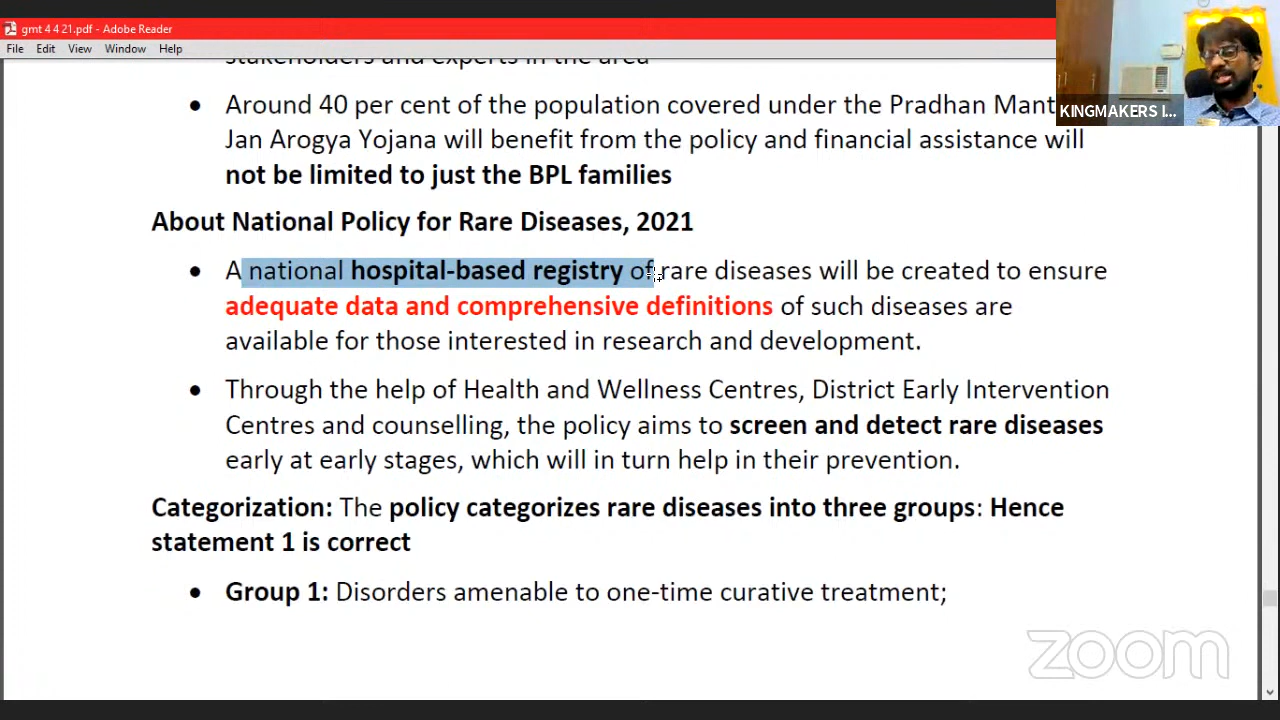 gmt 4 4 21.pdf - Adobe Reader
File Edit View Window Help
stakeholders and experts in the area
• Around 40 per cent of the population covered under the Pradhan
Jan Arogya Yojana will benefit from the policy and financial assistance will
not be limited to just the BPL families
KINGMAKERS I...
About National Policy for Rare Diseases, 2021
• A national hospital-based registry of rare diseases will be created to ensure
adequate data and comprehensive definitions of such diseases are
available for those interested in research and development.
• Through the help of Health and Wellness Centres, District Early Intervention
Centres and counselling, the policy aims to screen and detect rare diseases
early at early stages, which will in turn help in their prevention.
Categorization: The policy categorizes rare diseases into three groups: Hence
statement 1 is correct
• Group 1: Disorders amenable to one-time curative treatment;
zoom